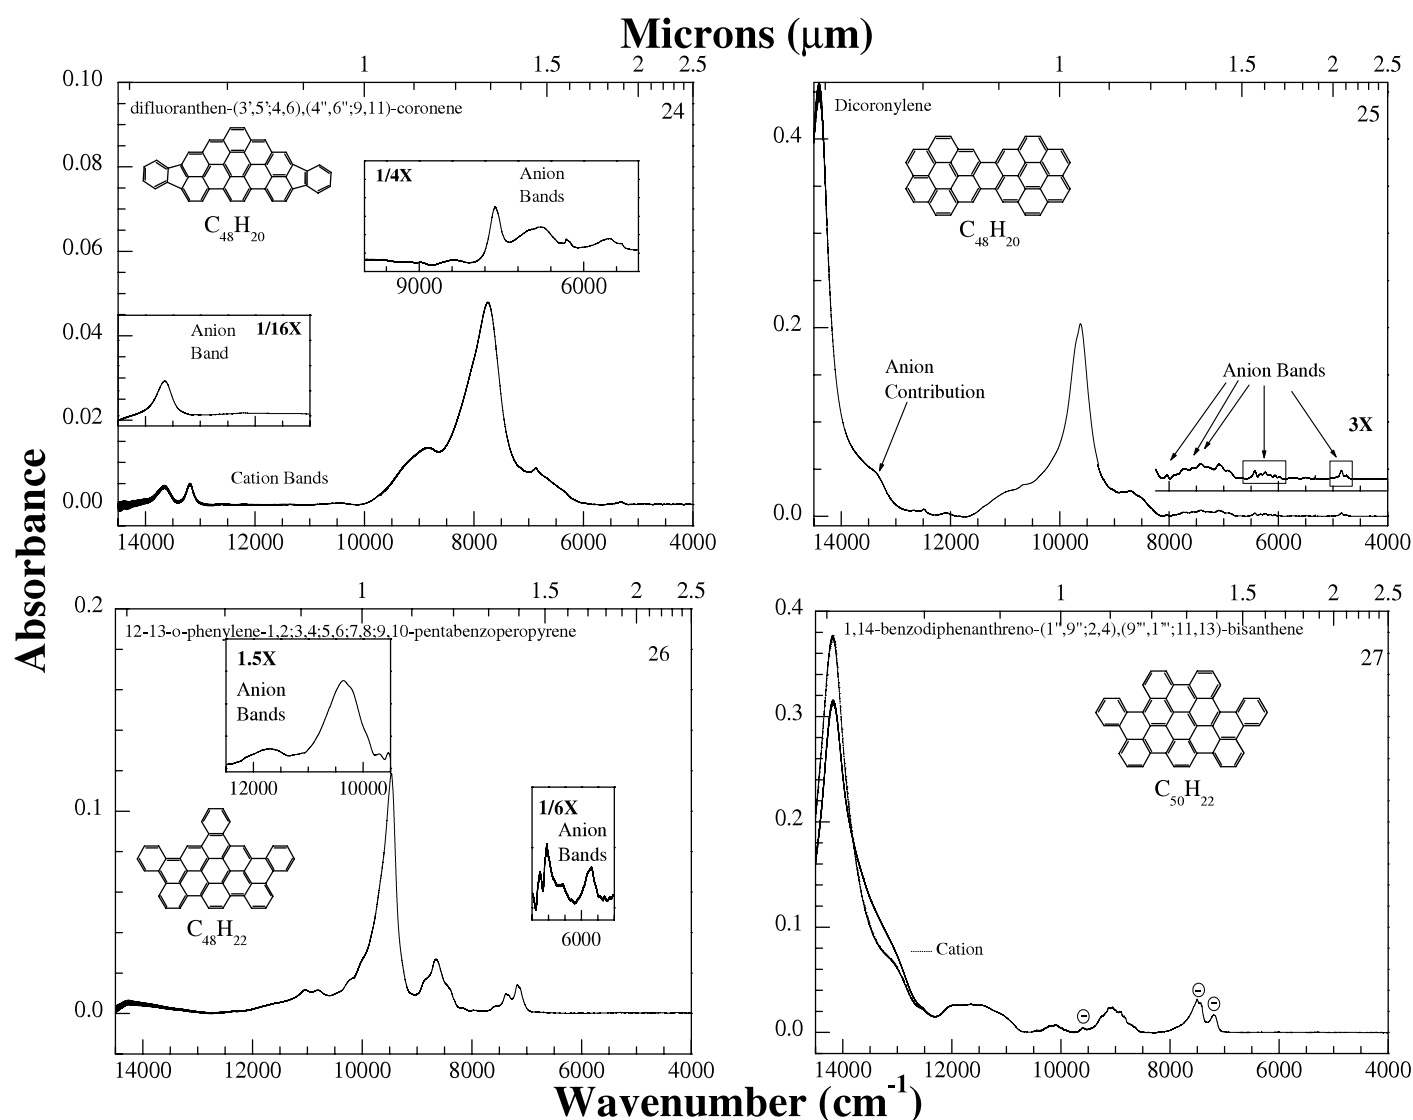 Microns (μm)
Absorbance
1 1.5 2 2.5
0.10
0.08
0.06
0.04
0.02
0.00
difluoranthen-(3',5';4,6),(4",6";9,11)-coronene
24
C48H20
1/4X
Anion
Bands
9000 6000
Anion
Band
1/16X
Cation Bands
14000 12000 10000 8000 6000 4000
1 1.5 2 2.5
0.4
0.2
0.0
Dicoronylene
25
C48H20
Anion
Contribution
Anion Bands
3X
14000 12000 10000 8000 6000 4000
1 1.5 2 2.5
0.2
0.1
0.0
12-13-o-phenylene-1,2;3,4;5,6;7,8;9,10-pentabenzoperopyrene
26
1.5X
Anion
Bands
12000 10000
C48H22
1/6X
Anion
Bands
6000
14000 12000 10000 8000 6000 4000
1 1.5 2 2.5
0.4
0.3
0.2
0.1
0.0
1,14-benzodiphenanthreno-(1",9";2,4),(9"',1"';11,13)-bisanthene
27
C50H22
Cation
14000 12000 10000 8000 6000 4000
Wavenumber (cm-1)